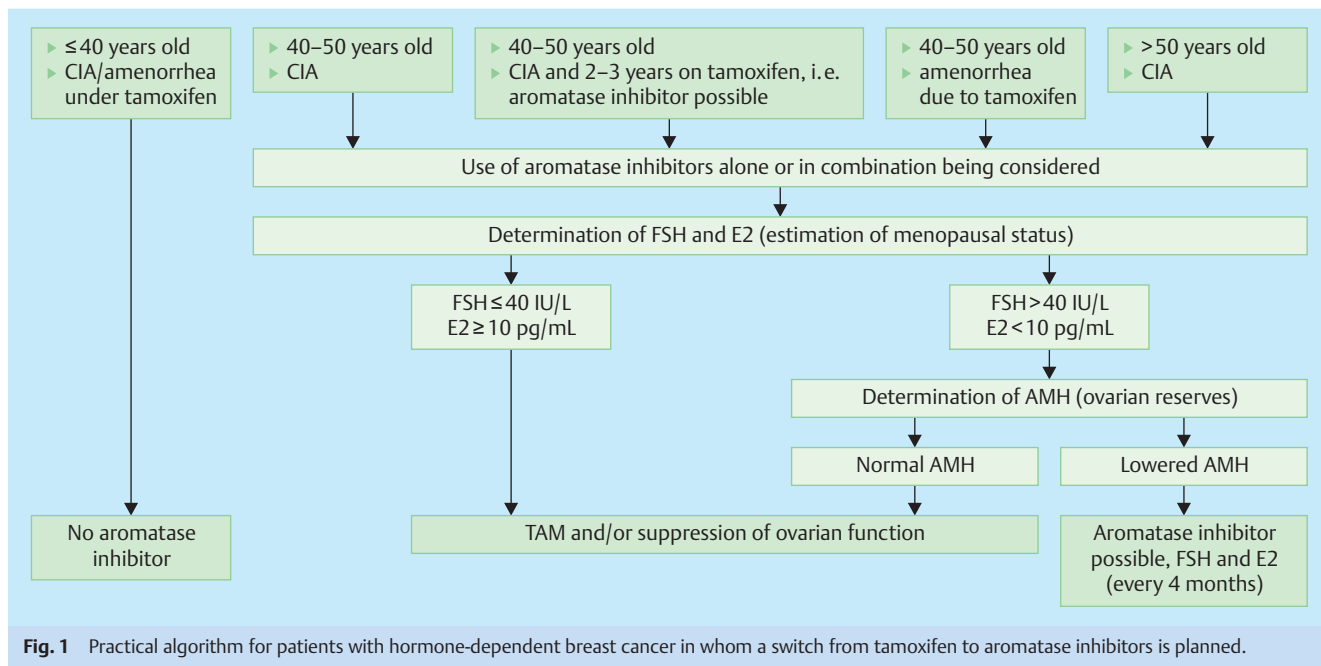 ▶ ≤40 years old
▶ CIA/amenorrhea
under tamoxifen
▶ 40–50 years old
▶ CIA
▶ 40–50 years old
▶ CIA and 2–3 years on tamoxifen, i.e.
aromatase inhibitor possible
▶ 40–50 years old
▶ amenorrhea
due to tamoxifen
▶ >50 years old
▶ CIA
Use of aromatase inhibitors alone or in combination being considered
Determination of FSH and E2 (estimation of menopausal status)
FSH≤40 IU/L
E2≥10 pg/mL
FSH>40 IU/L
E2<10 pg/mL
Determination of AMH (ovarian reserves)
Normal AMH
Lowered AMH
No aromatase
inhibitor
TAM and/or suppression of ovarian function
Aromatase inhibitor
possible, FSH and E2
(every 4 months)
Fig. 1 Practical algorithm for patients with hormone-dependent breast cancer in whom a switch from tamoxifen to aromatase inhibitors is planned.